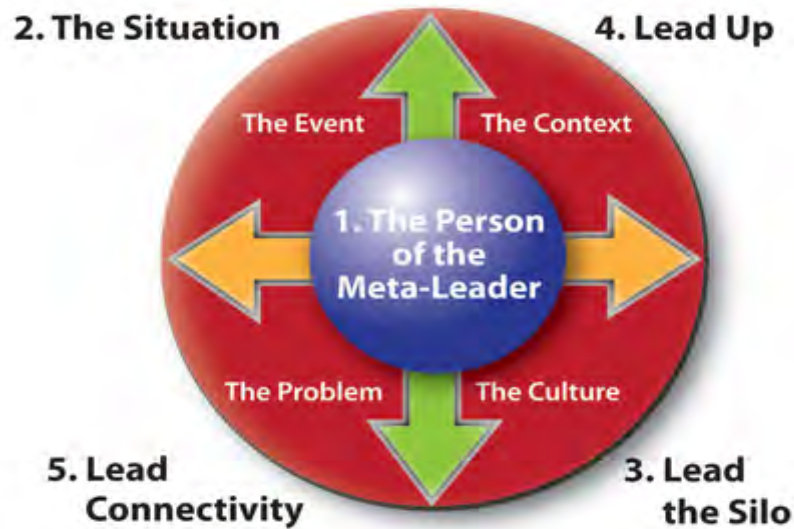 2. The Situation
4. Lead Up
The Event
The Context
1. The Person
of the
Meta-Leader
The Problem
The Culture
5. Lead
Connectivity
3. Lead
the Silo